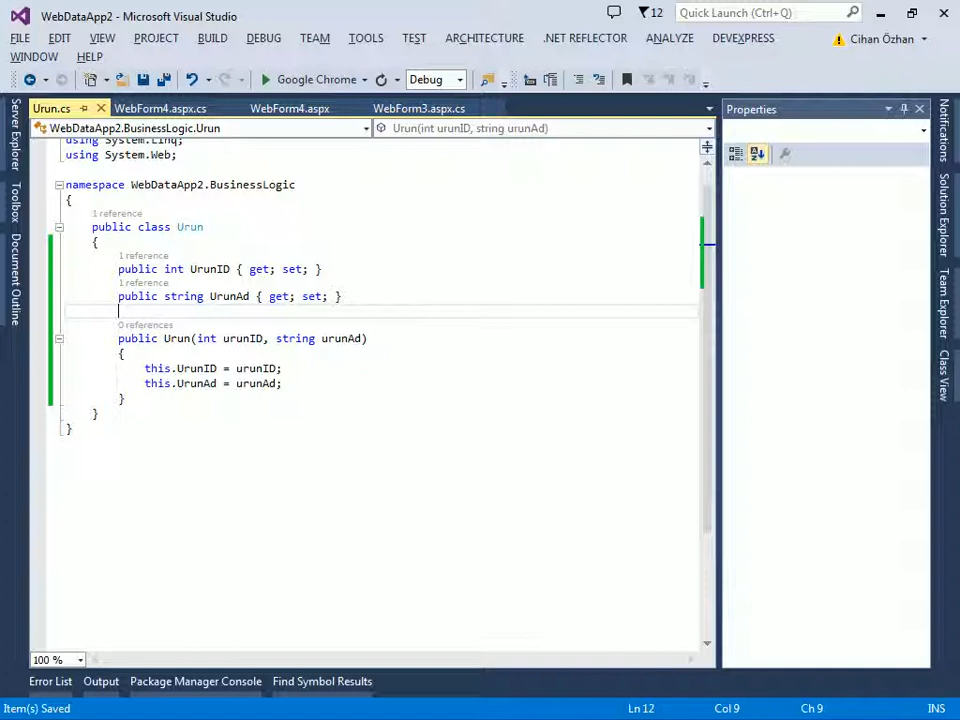 WebDataApp2 - Microsoft Visual Studio
12
Quick Launch (Ctrl+Q)
FILE EDIT VIEW PROJECT BUILD DEBUG TEAM TOOLS TEST ARCHITECTURE .NET REFLECTOR ANALYZE DEVEXPRESS
Cihan Özhan
WINDOW HELP
Google Chrome
Debug
Urun.cs
WebForm4.aspx.cs
WebForm4.aspx
WebForm3.aspx.cs
Properties
WebDataApp2.BusinessLogic.Urun
Urun(int urunID, string urunAd)
Server Explorer
Toolbox
Document Outline
using System.Linq;
using System.Web;
namespace WebDataApp2.BusinessLogic
{
1 reference
public class Urun
{
1 reference
public int UrunID { get; set; }
1 reference
public string UrunAd { get; set; }
0 references
public Urun(int urunID, string urunAd)
{
this.UrunID = urunID;
this.UrunAd = urunAd;
}
}
}
Notifications
Solution Explorer
Team Explorer
Class View
100 %
Error List
Output
Package Manager Console
Find Symbol Results
Item(s) Saved
Ln 12
Col 9
Ch 9
INS